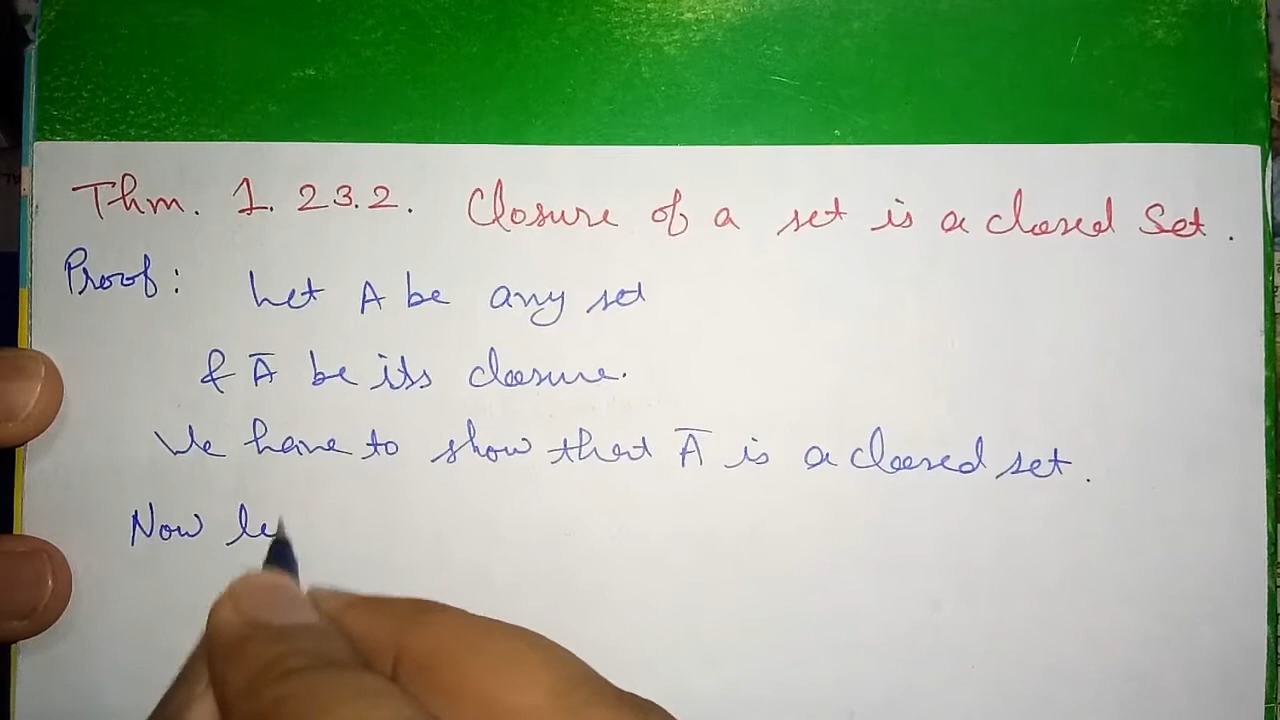 Thm. 1.23.2. Closure of a set is a closed Set.
Proof: Let A be any set
& A̅ be its closure.
We have to show that A̅ is a closed set.
Now le